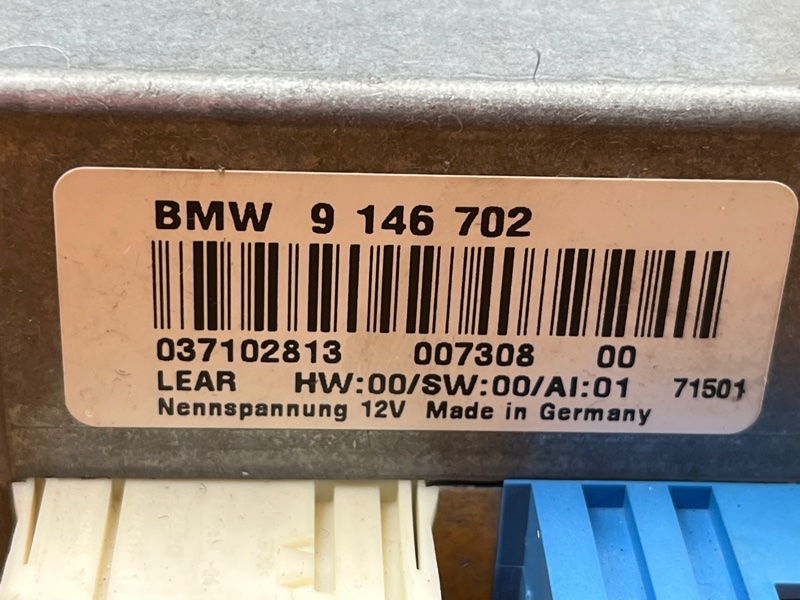 BMW 9 146 702
037102813 007308 00
LEAR HW:00/SW:00/AI:01 71501
Nennspannung 12V Made in Germany